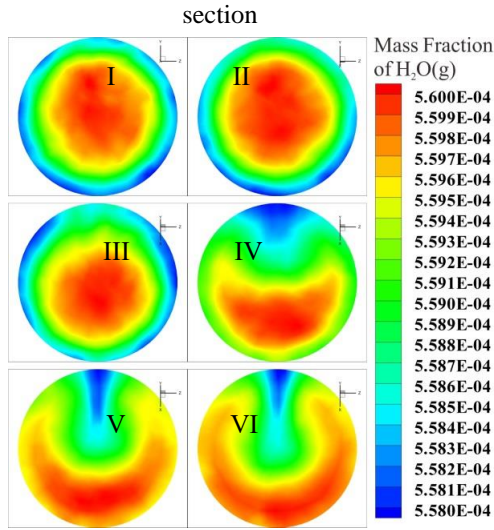 section
Mass Fraction
of H₂O(g)
I
II
III
IV
V
VI
5.600E-04
5.599E-04
5.598E-04
5.597E-04
5.596E-04
5.595E-04
5.594E-04
5.593E-04
5.592E-04
5.591E-04
5.590E-04
5.589E-04
5.588E-04
5.587E-04
5.586E-04
5.585E-04
5.584E-04
5.583E-04
5.582E-04
5.581E-04
5.580E-04